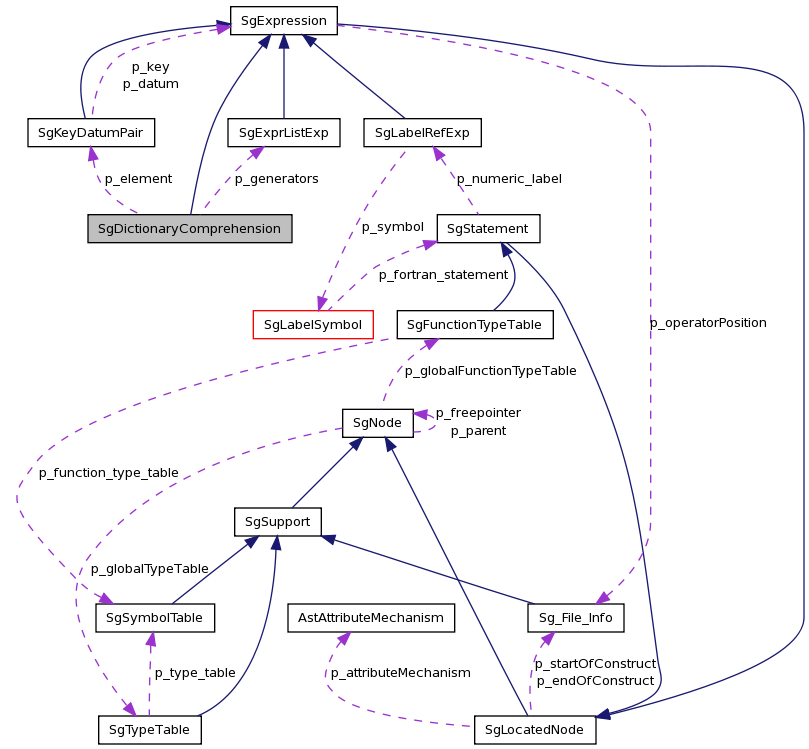 SgExpression
p_key
p_datum
SgKeyDatumPair
SgExprListExp
SgLabelRefExp
p_element
p_generators
p_numeric_label
SgDictionaryComprehension
p_symbol
SgStatement
p_fortran_statement
SgLabelSymbol
SgFunctionTypeTable
p_operatorPosition
p_globalFunctionTypeTable
SgNode
p_freepointer
p_parent
p_function_type_table
SgSupport
p_globalTypeTable
SgSymbolTable
AstAttributeMechanism
Sg_File_Info
p_type_table
p_attributeMechanism
p_startOfConstruct
p_endOfConstruct
SgTypeTable
SgLocatedNode